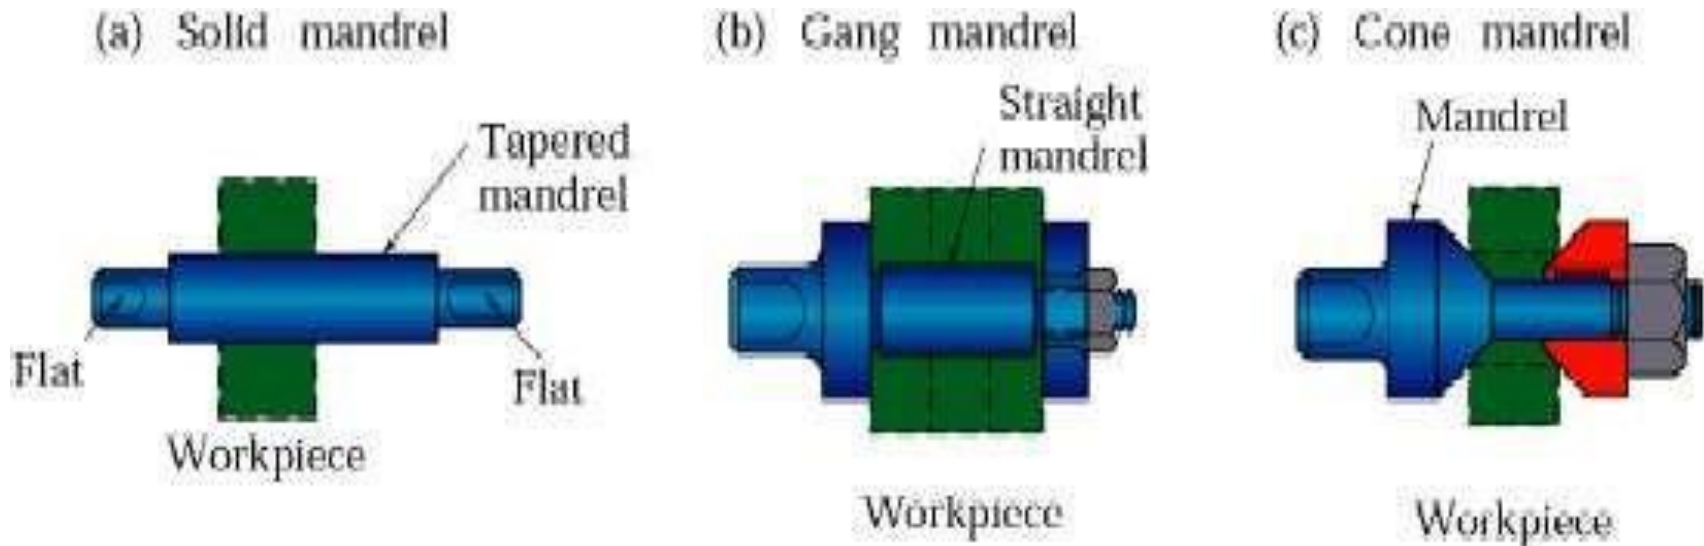 (a) Solid mandrel
(b) Gang mandrel
(c) Cone mandrel
Tapered
mandrel
Flat
Flat
Workpiece
Straight
mandrel
Workpiece
Mandrel
Workpiece